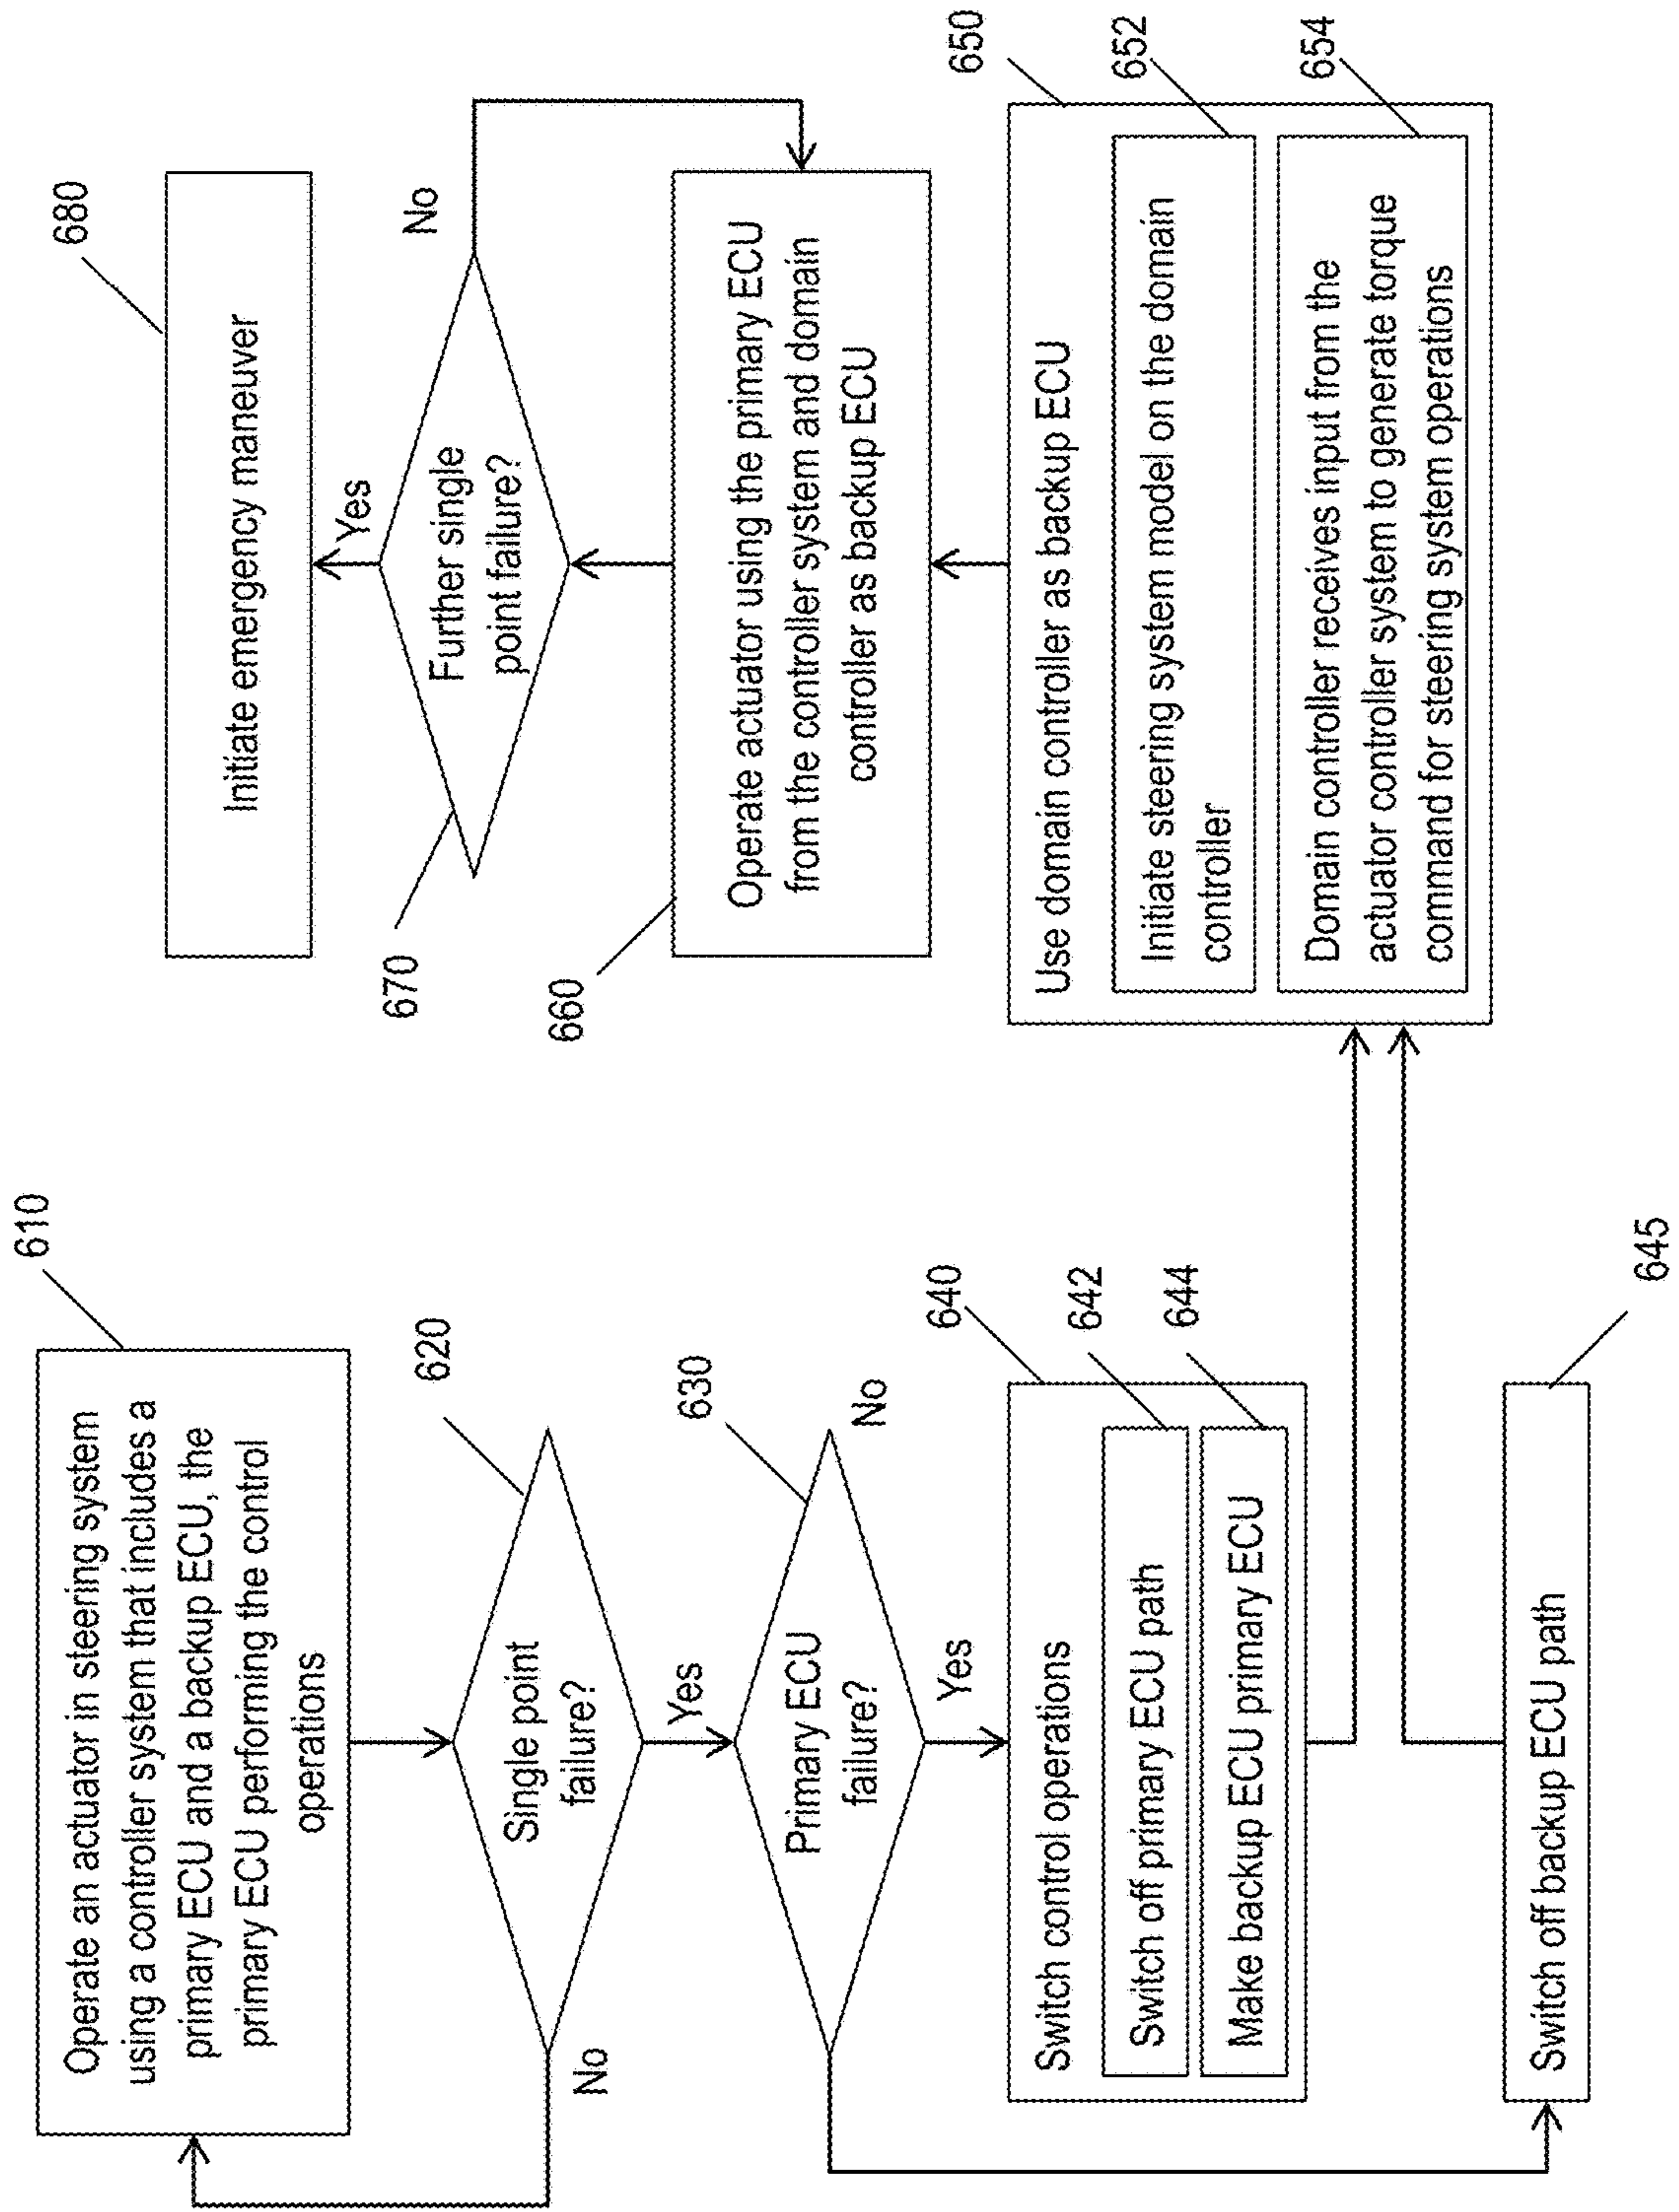 610
Operate an actuator in steering system
using a controller system that includes a
primary ECU and a backup ECU, the
primary ECU performing the control
operations
620
Single point
failure?
No
Yes
630
Primary ECU
failure?
No
Yes
640
Switch control operations
642
Switch off primary ECU path
644
Make backup ECU primary ECU
645
Switch off backup ECU path
680
Initiate emergency maneuver
Yes
No
670
Further single
point failure?
660
Operate actuator using the primary ECU
from the controller system and domain
controller as backup ECU
650
Use domain controller as backup ECU
652
Initiate steering system model on the domain
controller
654
Domain controller receives input from the
actuator controller system to generate torque
command for steering system operations